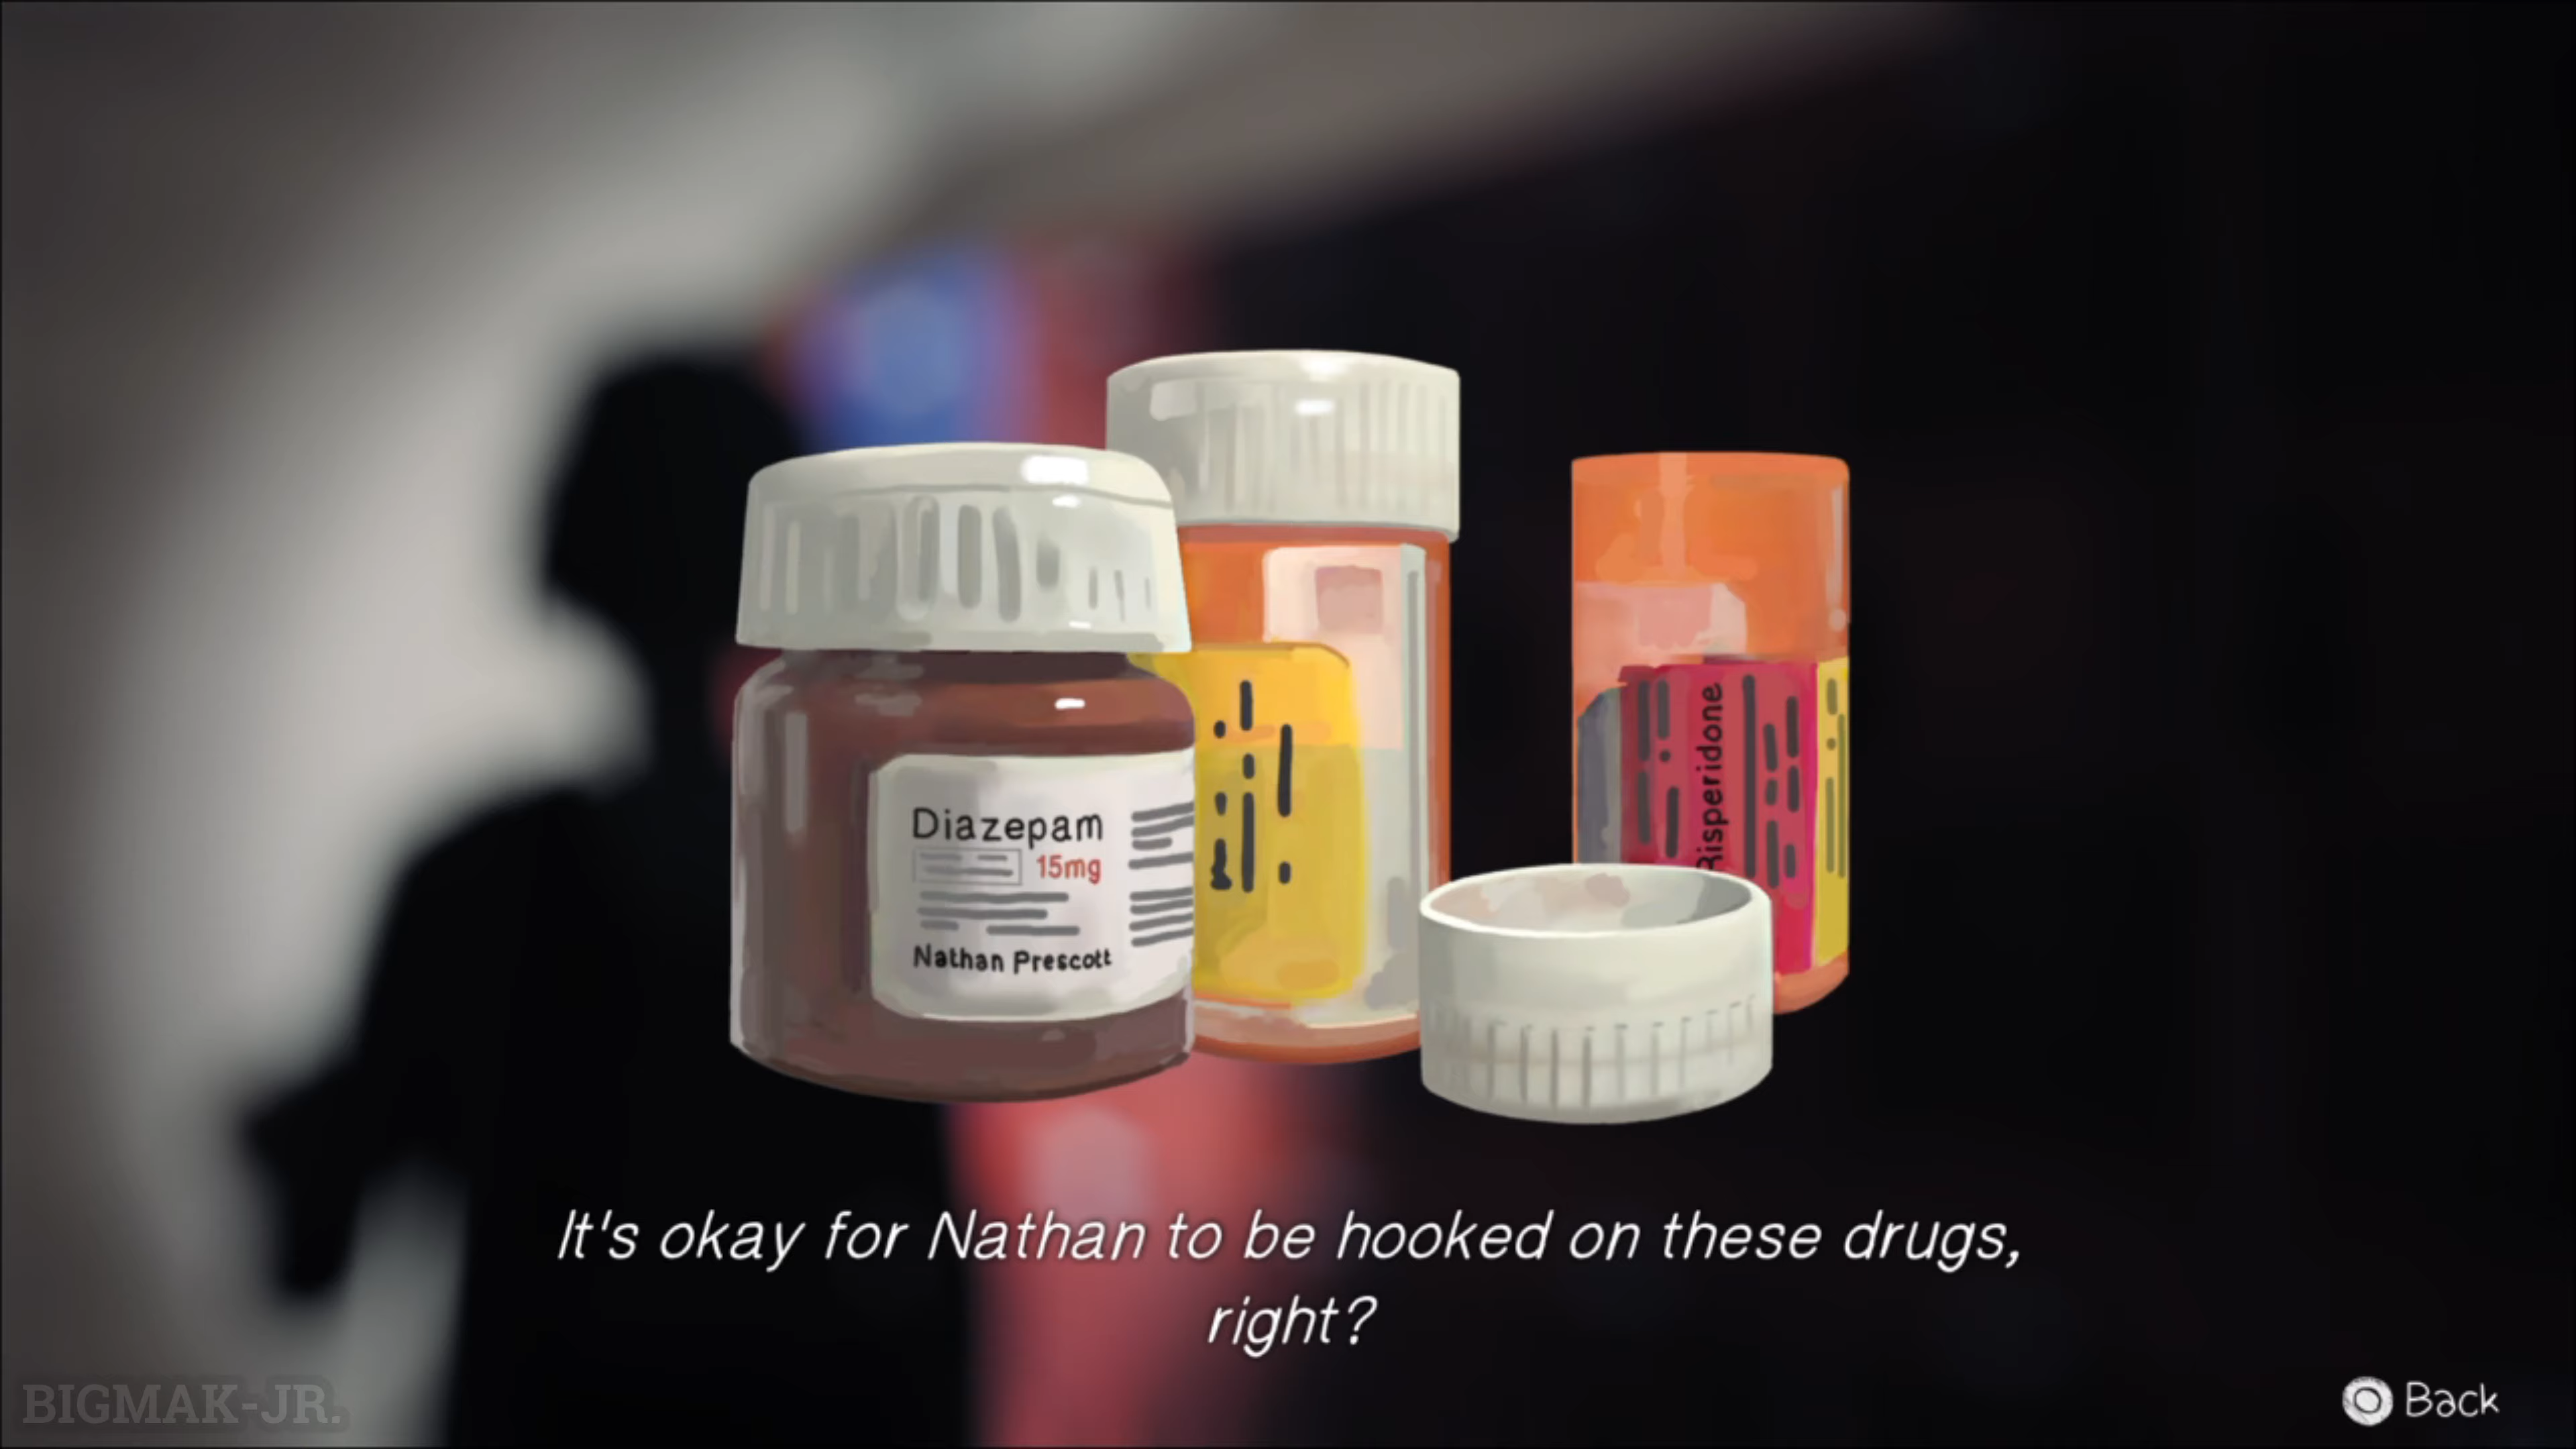 Diazepam
15mg
Nathan Prescott
Risperidone
It's okay for Nathan to be hooked on these drugs,
right?
BIGMAK-JR.
Back